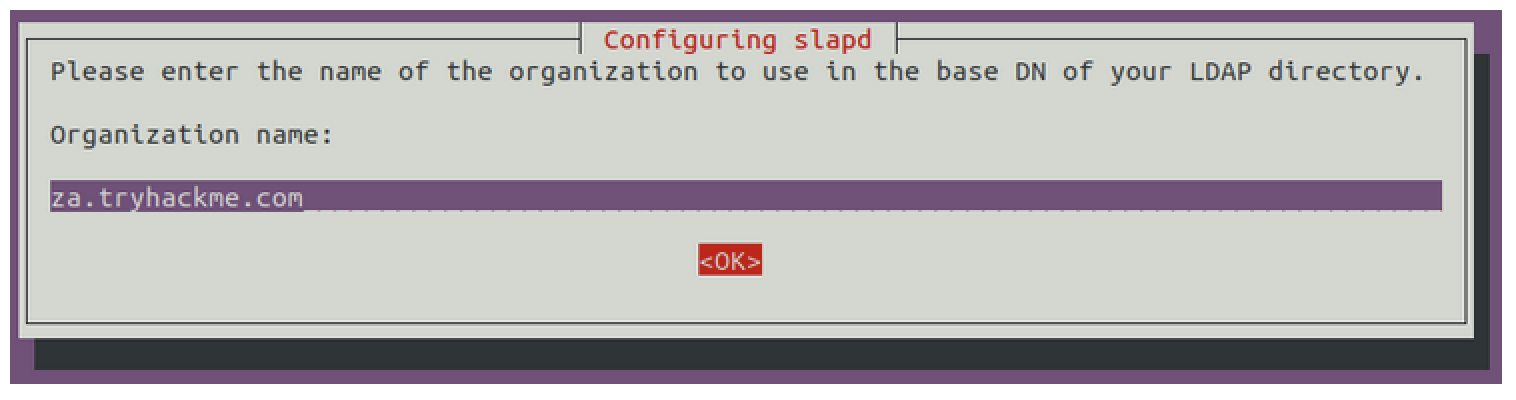 Configuring slapd
Please enter the name of the organization to use in the base DN of your LDAP directory.
Organization name:
za.tryhackme.com
<OK>